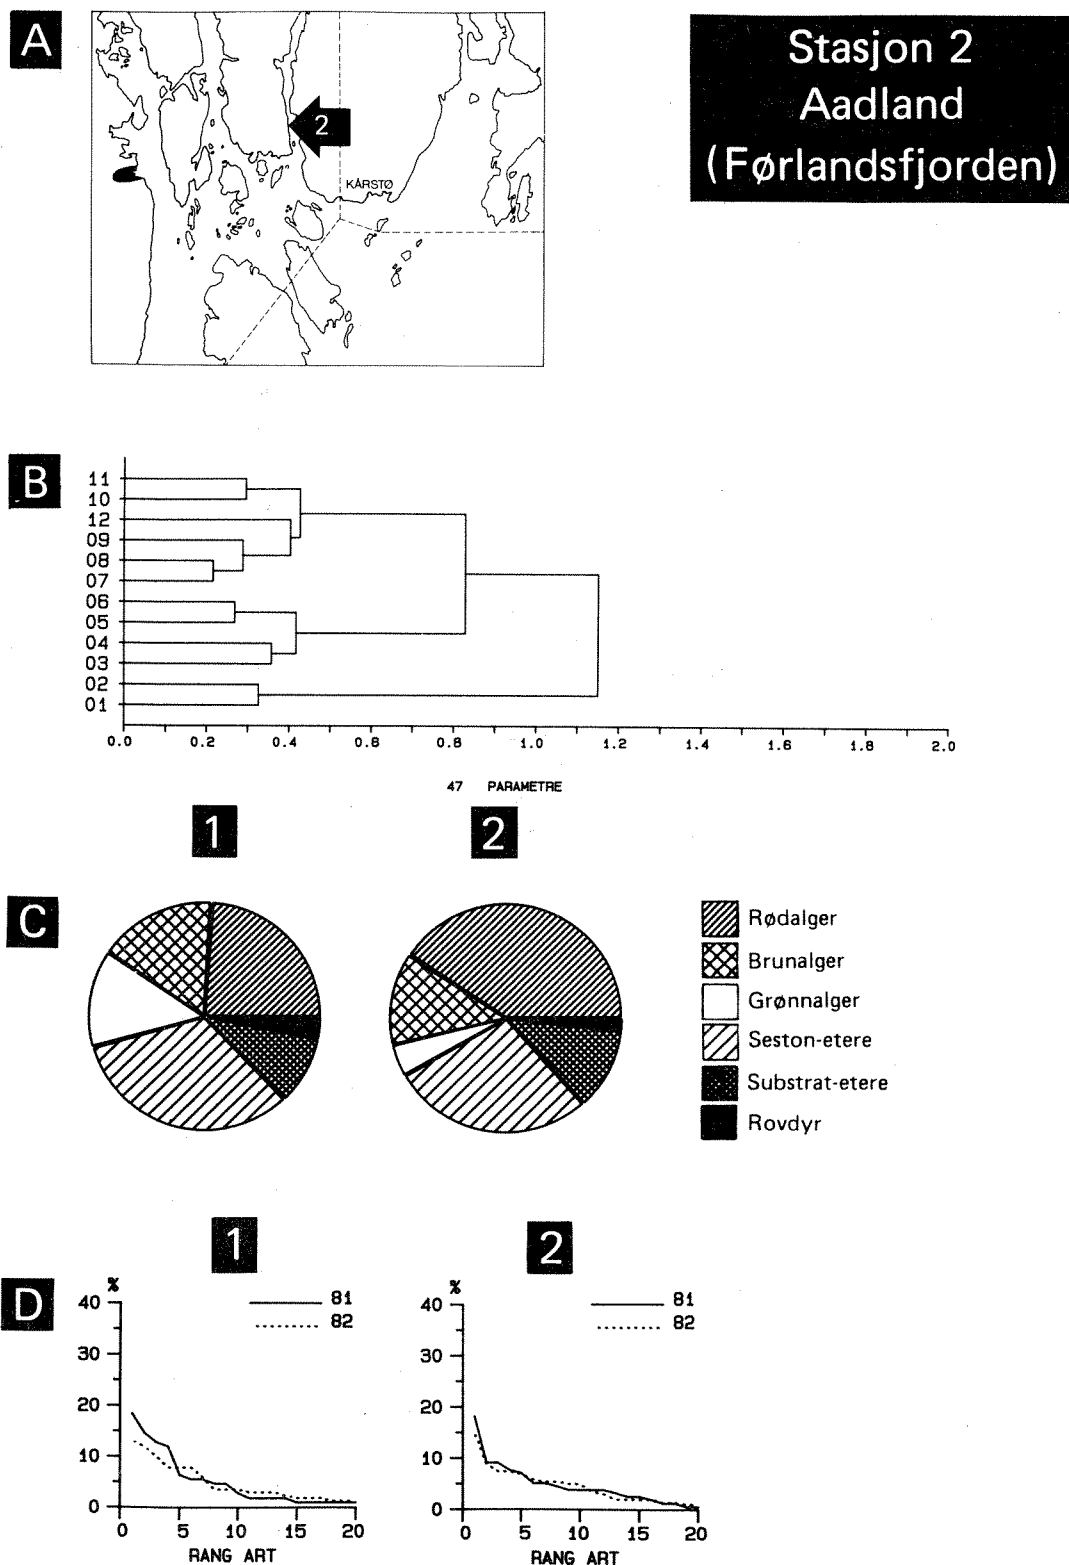 A
Stasjon 2
Aadland
(Førlandsfjorden)
2
KÅRSTØ
B
11
10
12
09
08
07
06
05
04
03
02
01
0.0 0.2 0.4 0.6 0.8 1.0 1.2 1.4 1.6 1.8 2.0
47 PARAMETRE
1 2
C
Rødalger
Brunalger
Grønnalger
Seston-etere
Substrat-etere
Rovdyr
1 2
D
%
40
30
20
10
0
81
82
0 5 10 15 20
RANG ART
%
40
30
20
10
0
81
82
0 5 10 15 20
RANG ART